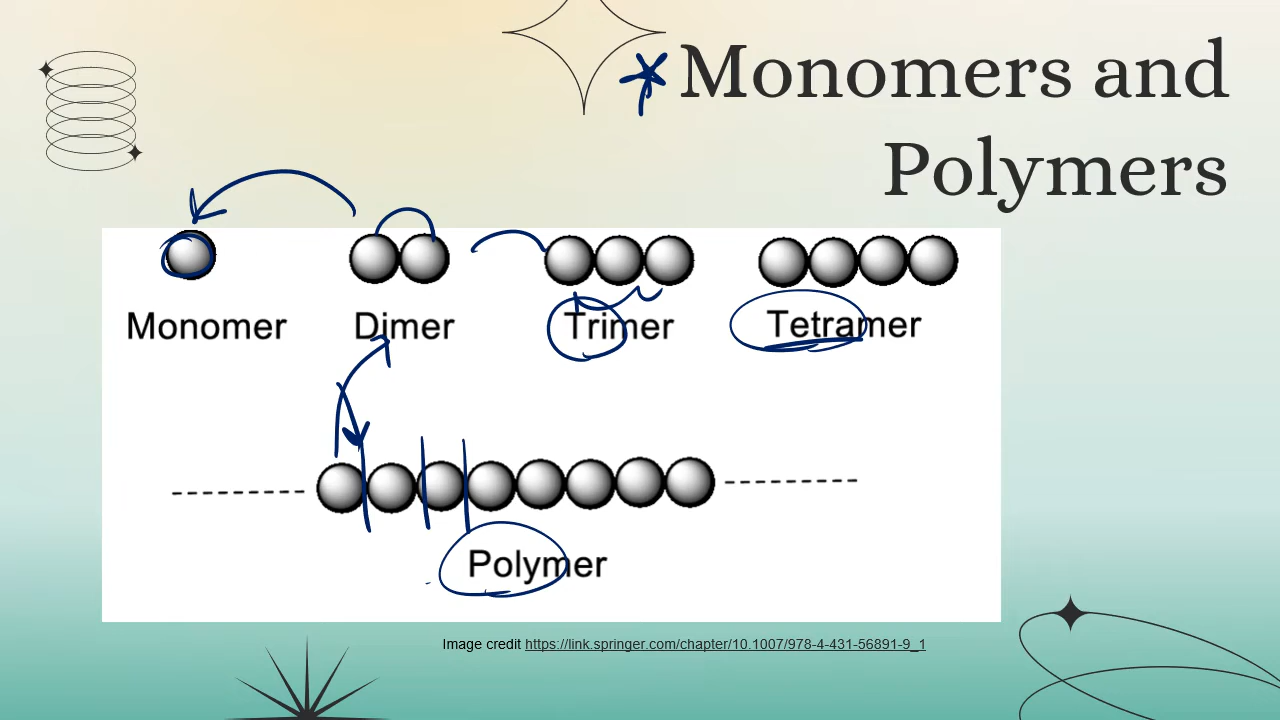 Monomers and
Polymers
Monomer Dimer Trimer Tetramer
Polymer
Image credit https://link.springer.com/chapter/10.1007/978-4-431-56891-9_1